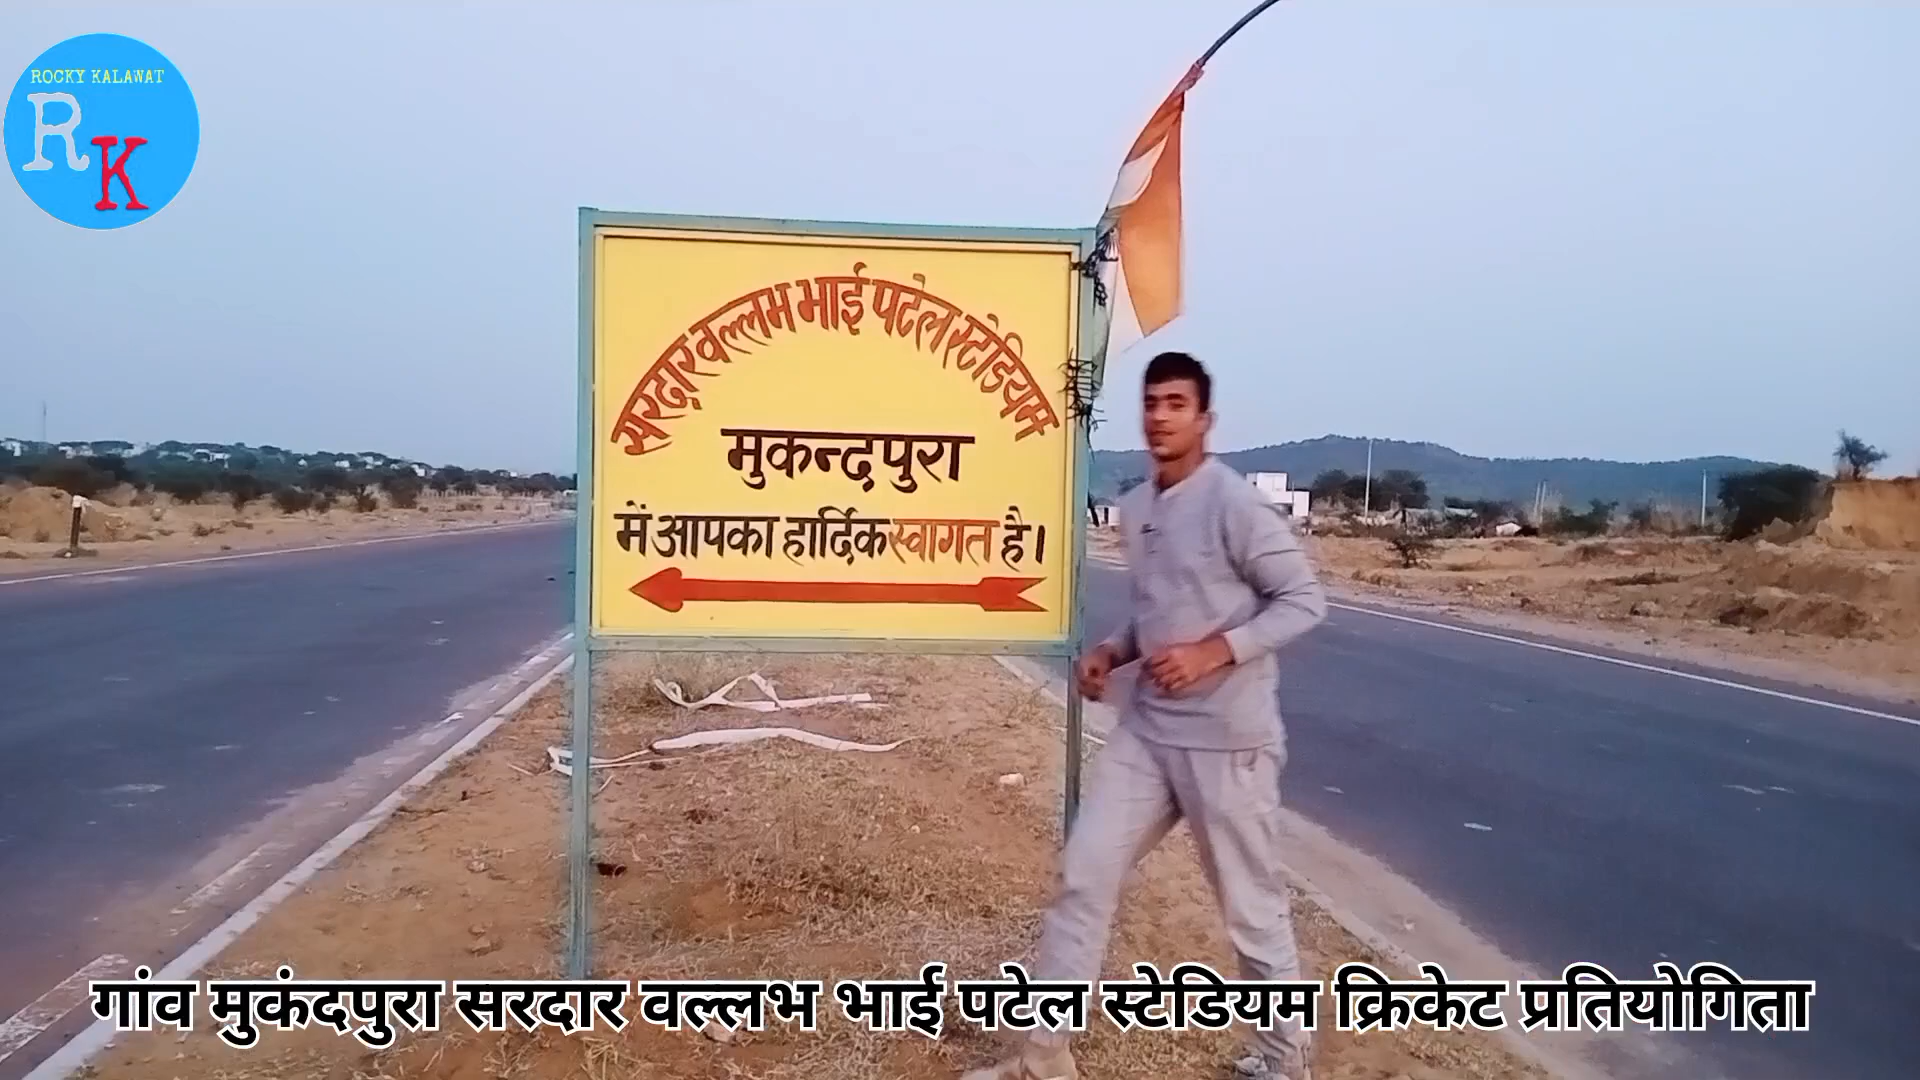 ROCKY KALAWAT
RK
सरदार वल्लभ भाई पटेल स्टेडियम
मुकन्दपुरा
में आपका हार्दिक स्वागत है।
गांव मुकंदपुरा सरदार वल्लभ भाई पटेल स्टेडियम क्रिकेट प्रतियोगिता